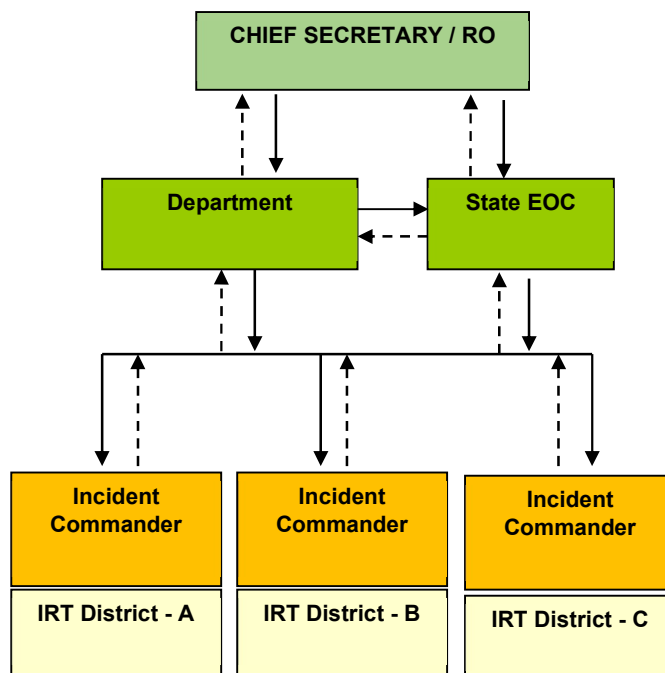 CHIEF SECRETARY / RO
Department
State EOC
Incident
Commander
Incident
Commander
Incident
Commander
IRT District - A
IRT District - B
IRT District - C